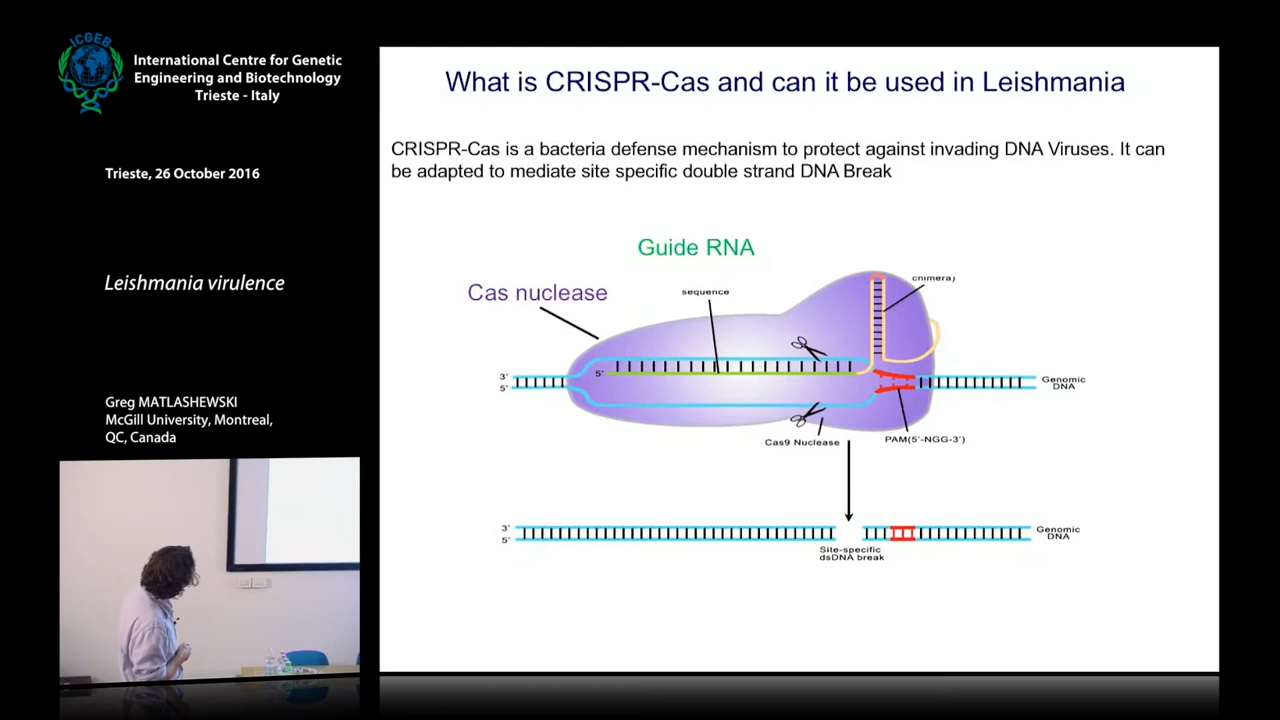 ICGEB
International Centre for Genetic
Engineering and Biotechnology
Trieste - Italy
Trieste, 26 October 2016
Leishmania virulence
Greg MATLASHEWSKI
McGill University, Montreal,
QC, Canada
What is CRISPR-Cas and can it be used in Leishmania
CRISPR-Cas is a bacteria defense mechanism to protect against invading DNA Viruses. It can
be adapted to mediate site specific double strand DNA Break
Guide RNA
Cas nuclease
sequence
chimera)
3'
5'
5'
Genomic
DNA
Cas9 Nuclease
PAM(5'-NGG-3')
3'
5'
Genomic
DNA
Site-specific
dsDNA break